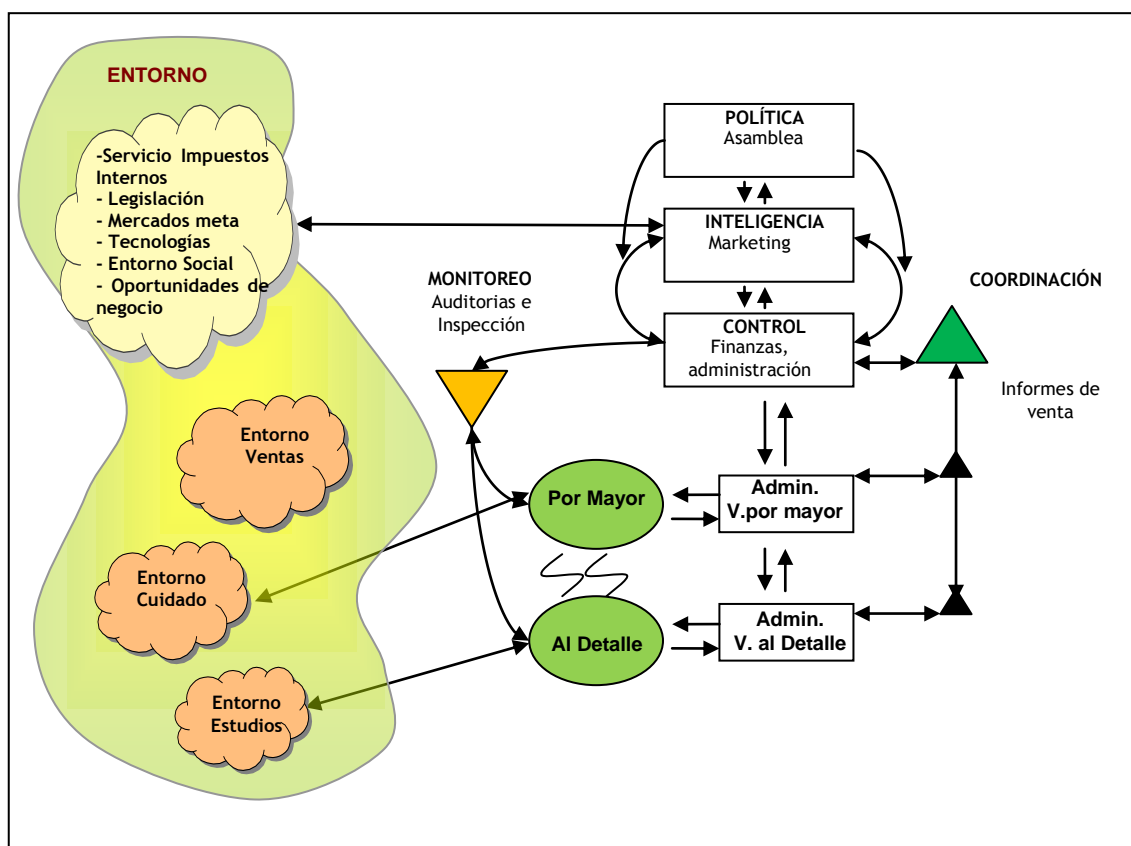 ENTORNO
-Servicio Impuestos
Internos
- Legislación
- Mercados meta
- Tecnologías
- Entorno Social
- Oportunidades de
negocio
Entorno
Ventas
Entorno
Cuidado
Entorno
Estudios
MONITOREO
Auditorias e
Inspección
POLÍTICA
Asamblea
INTELIGENCIA
Marketing
CONTROL
Finanzas,
administración
COORDINACIÓN
Informes de
venta
Por Mayor
Admin.
V.por mayor
Al Detalle
Admin.
V. al Detalle